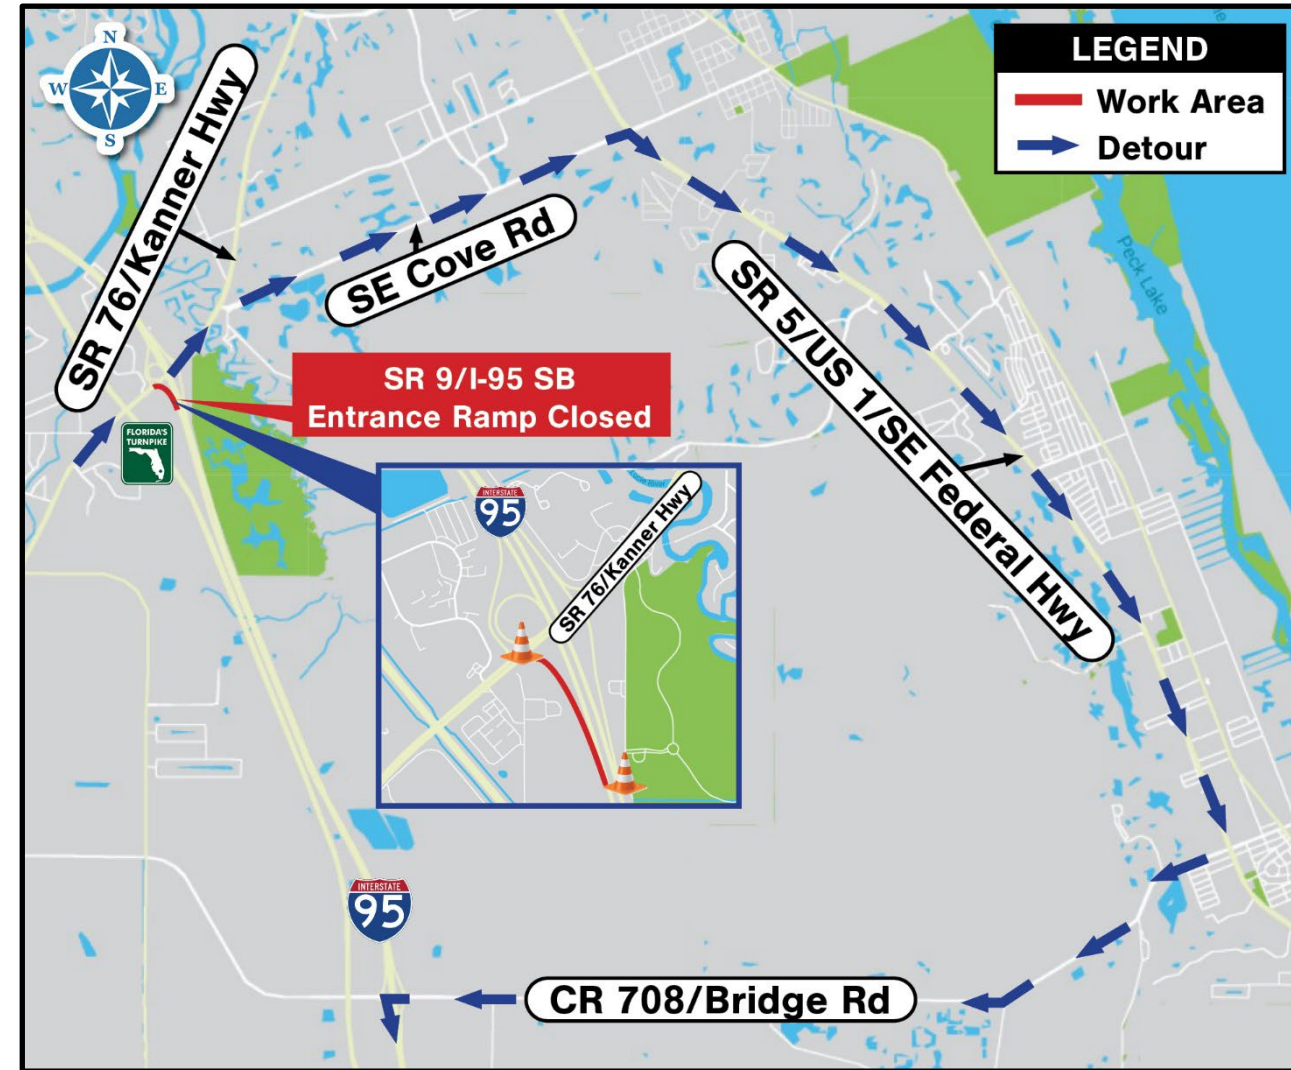 N
W
E
S
LEGEND
Work Area
Detour
SR 76/Kanner Hwy
SE Cove Rd
SR 5/US 1/SE Federal Hwy
Peck Lake
SR 9/I-95 SB
Entrance Ramp Closed
FLORIDA'S
TURNPIKE
INTERSTATE
95
SR 76/Kanner Hwy
INTERSTATE
95
CR 708/Bridge Rd